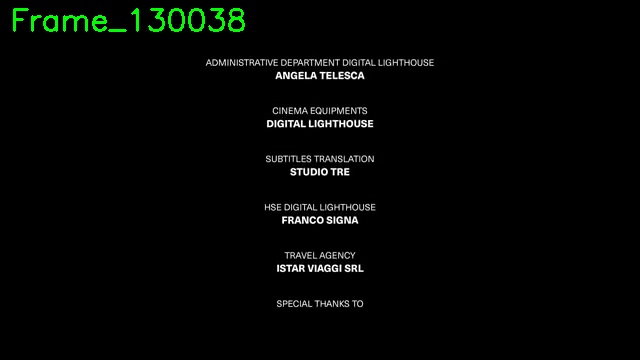 Frame_130038
ADMINISTRATIVE DEPARTMENT DIGITAL LIGHTHOUSE
ANGELA TELESCA
CINEMA EQUIPMENTS
DIGITAL LIGHTHOUSE
SUBTITLES TRANSLATION
STUDIO TRE
HSE DIGITAL LIGHTHOUSE
FRANCO SIGNA
TRAVEL AGENCY
ISTAR VIAGGI SRL
SPECIAL THANKS TO